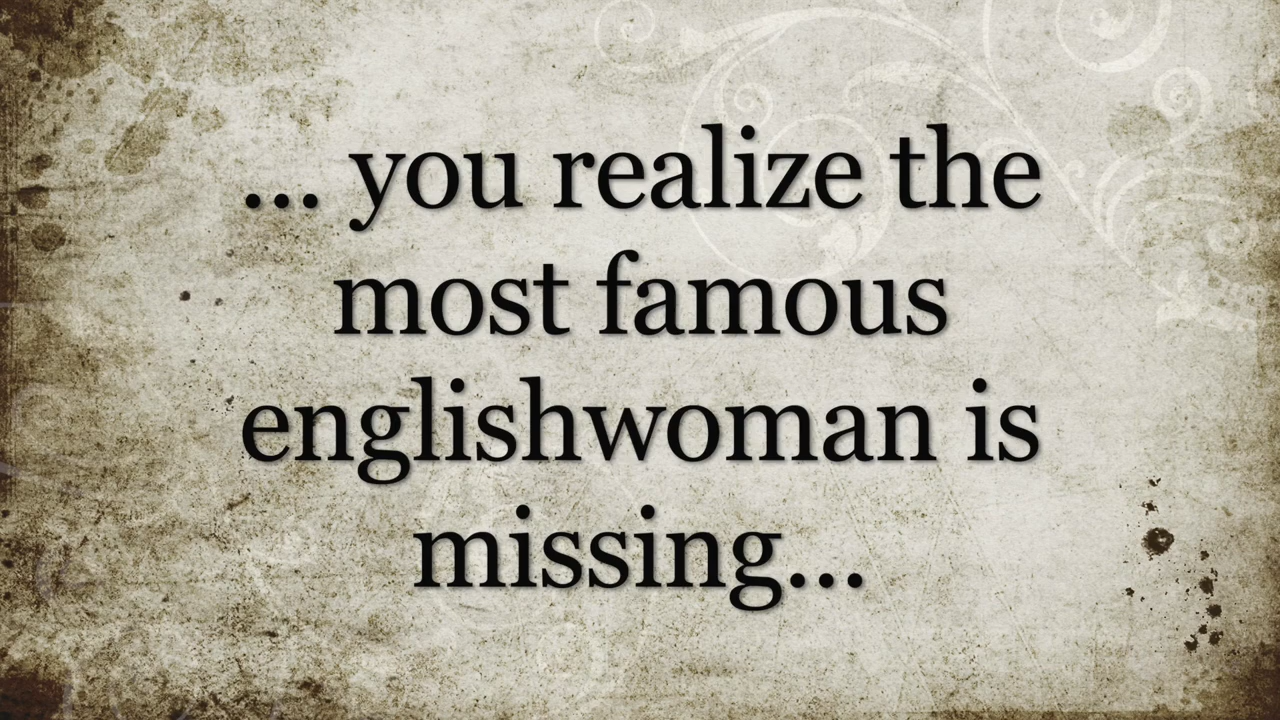 ... you realize the
most famous
englishwoman is
missing...